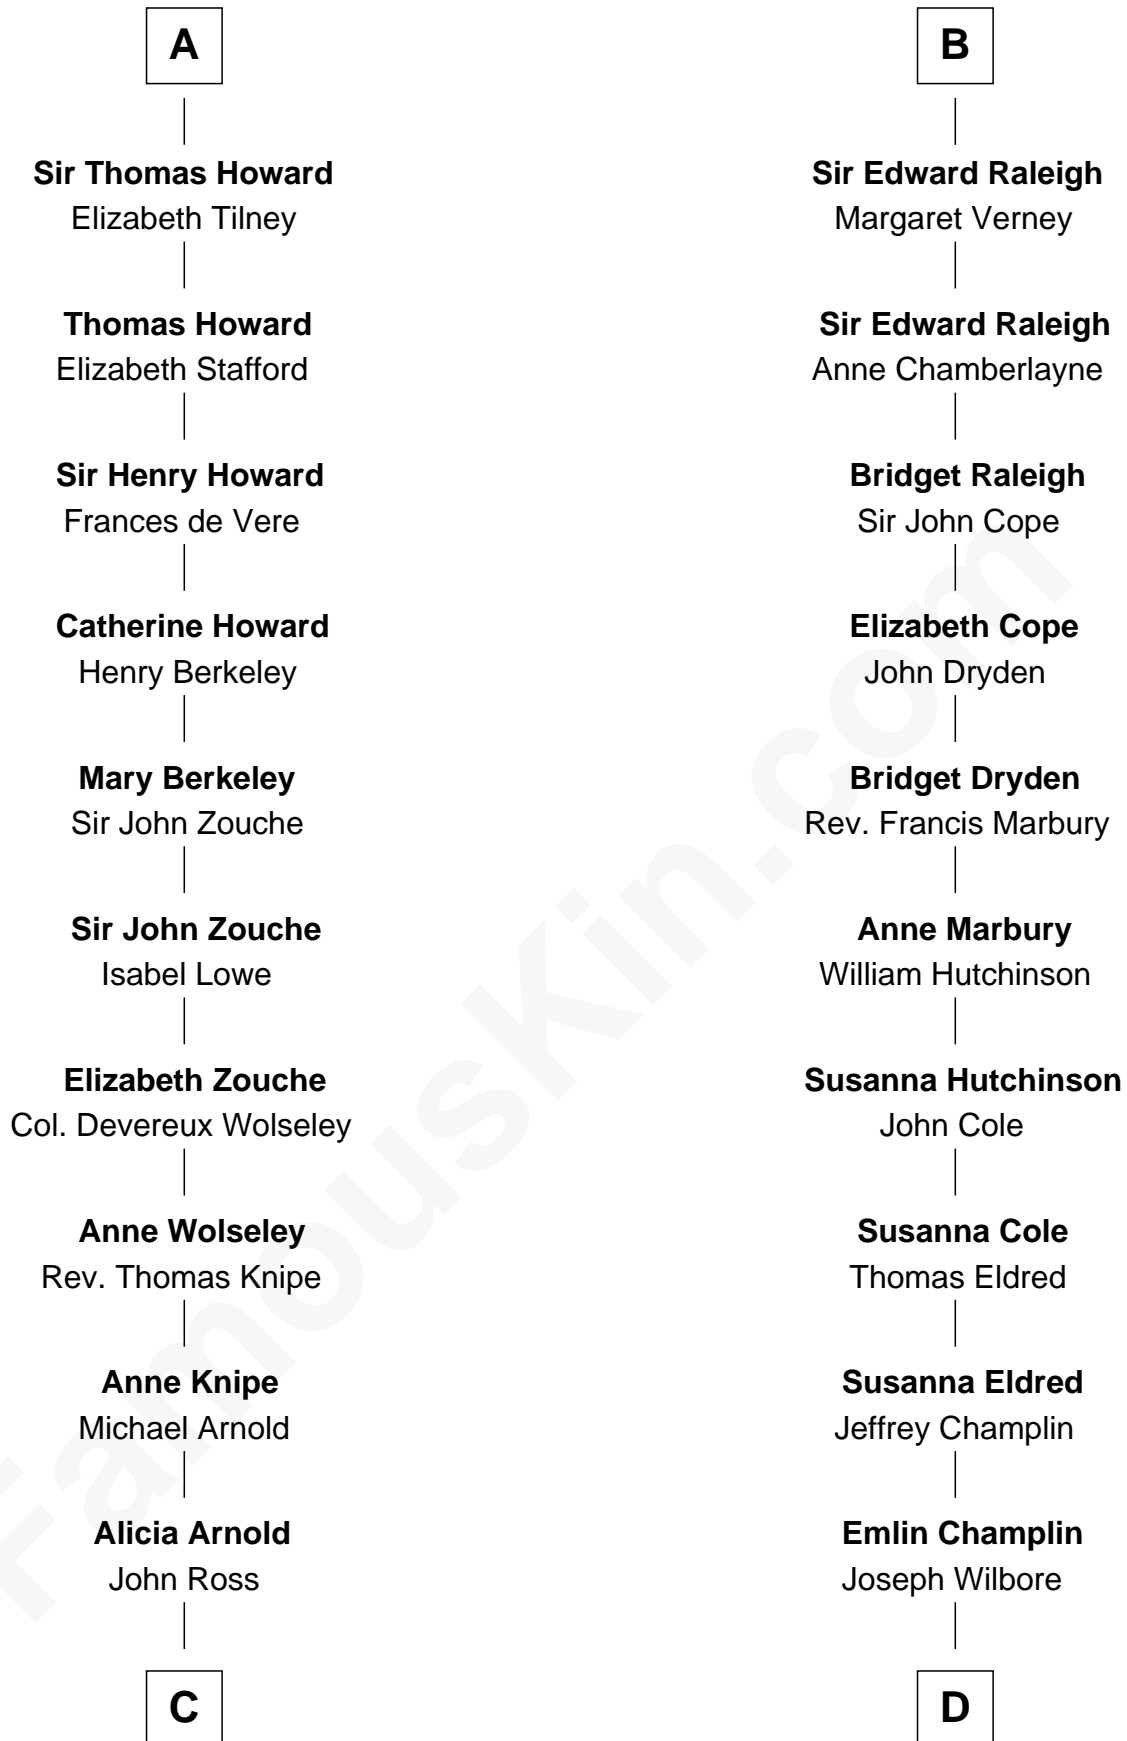 A
Sir Thomas Howard
Elizabeth Tilney
Thomas Howard
Elizabeth Stafford
Sir Henry Howard
Frances de Vere
Catherine Howard
Henry Berkeley
Mary Berkeley
Sir John Zouche
Sir John Zouche
Isabel Lowe
Elizabeth Zouche
Col. Devereux Wolseley
Anne Wolseley
Rev. Thomas Knipe
Anne Knipe
Michael Arnold
Alicia Arnold
John Ross
C
B
Sir Edward Raleigh
Margaret Verney
Sir Edward Raleigh
Anne Chamberlayne
Bridget Raleigh
Sir John Cope
Elizabeth Cope
John Dryden
Bridget Dryden
Rev. Francis Marbury
Anne Marbury
William Hutchinson
Susanna Hutchinson
John Cole
Susanna Cole
Thomas Eldred
Susanna Eldred
Jeffrey Champlin
Emlin Champlin
Joseph Wilbore
D
FamousKin.com